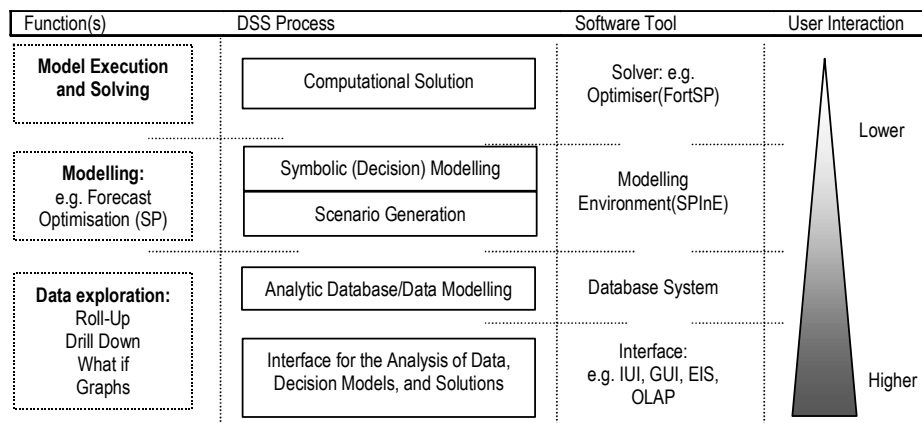 Function(s) DSS Process Software Tool User Interaction
Model Execution
and Solving
Computational Solution
Solver: e.g.
Optimiser(FortSP)
Lower
Modelling:
e.g. Forecast
Optimisation (SP)
Symbolic (Decision) Modelling
Scenario Generation
Modelling
Environment(SPInE)
Data exploration:
Roll-Up
Drill Down
What if
Graphs
Analytic Database/Data Modelling
Database System
Interface for the Analysis of Data,
Decision Models, and Solutions
Interface:
e.g. IUI, GUI, EIS,
OLAP
Higher